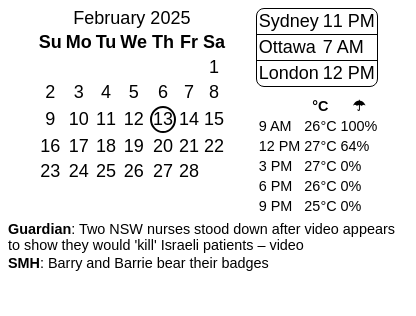 February 2025
Su Mo Tu We Th Fr Sa
1
2 3 4 5 6 7 8
9 10 11 12 13 14 15
16 17 18 19 20 21 22
23 24 25 26 27 28
Sydney 11 PM
Ottawa 7 AM
London 12 PM
°C ☂
9 AM 26°C 100%
12 PM 27°C 64%
3 PM 27°C 0%
6 PM 26°C 0%
9 PM 25°C 0%
Guardian: Two NSW nurses stood down after video appears
to show they would 'kill' Israeli patients – video
SMH: Barry and Barrie bear their badges